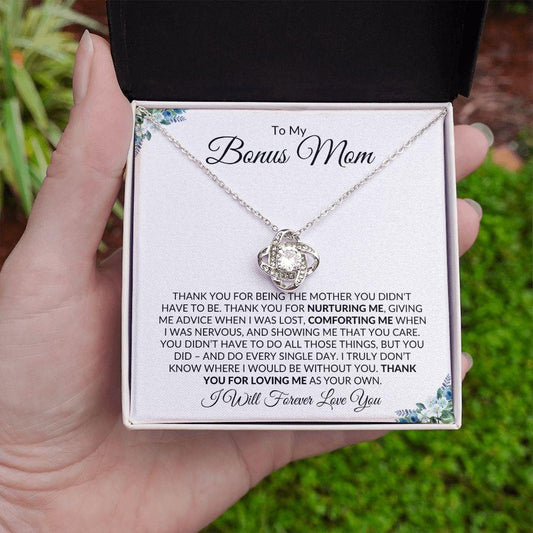 To My
Bonus Mom
THANK YOU FOR BEING THE MOTHER YOU DIDN'T
HAVE TO BE. THANK YOU FOR NURTURING ME, GIVING
ME ADVICE WHEN I WAS LOST, COMFORTING ME WHEN
I WAS NERVOUS, AND SHOWING ME THAT YOU CARE.
YOU DIDN'T HAVE TO DO ALL THOSE THINGS, BUT YOU
DID – AND DO EVERY SINGLE DAY. I TRULY DON'T
KNOW WHERE I WOULD BE WITHOUT YOU. THANK
YOU FOR LOVING ME AS YOUR OWN.
I Will Forever Love You